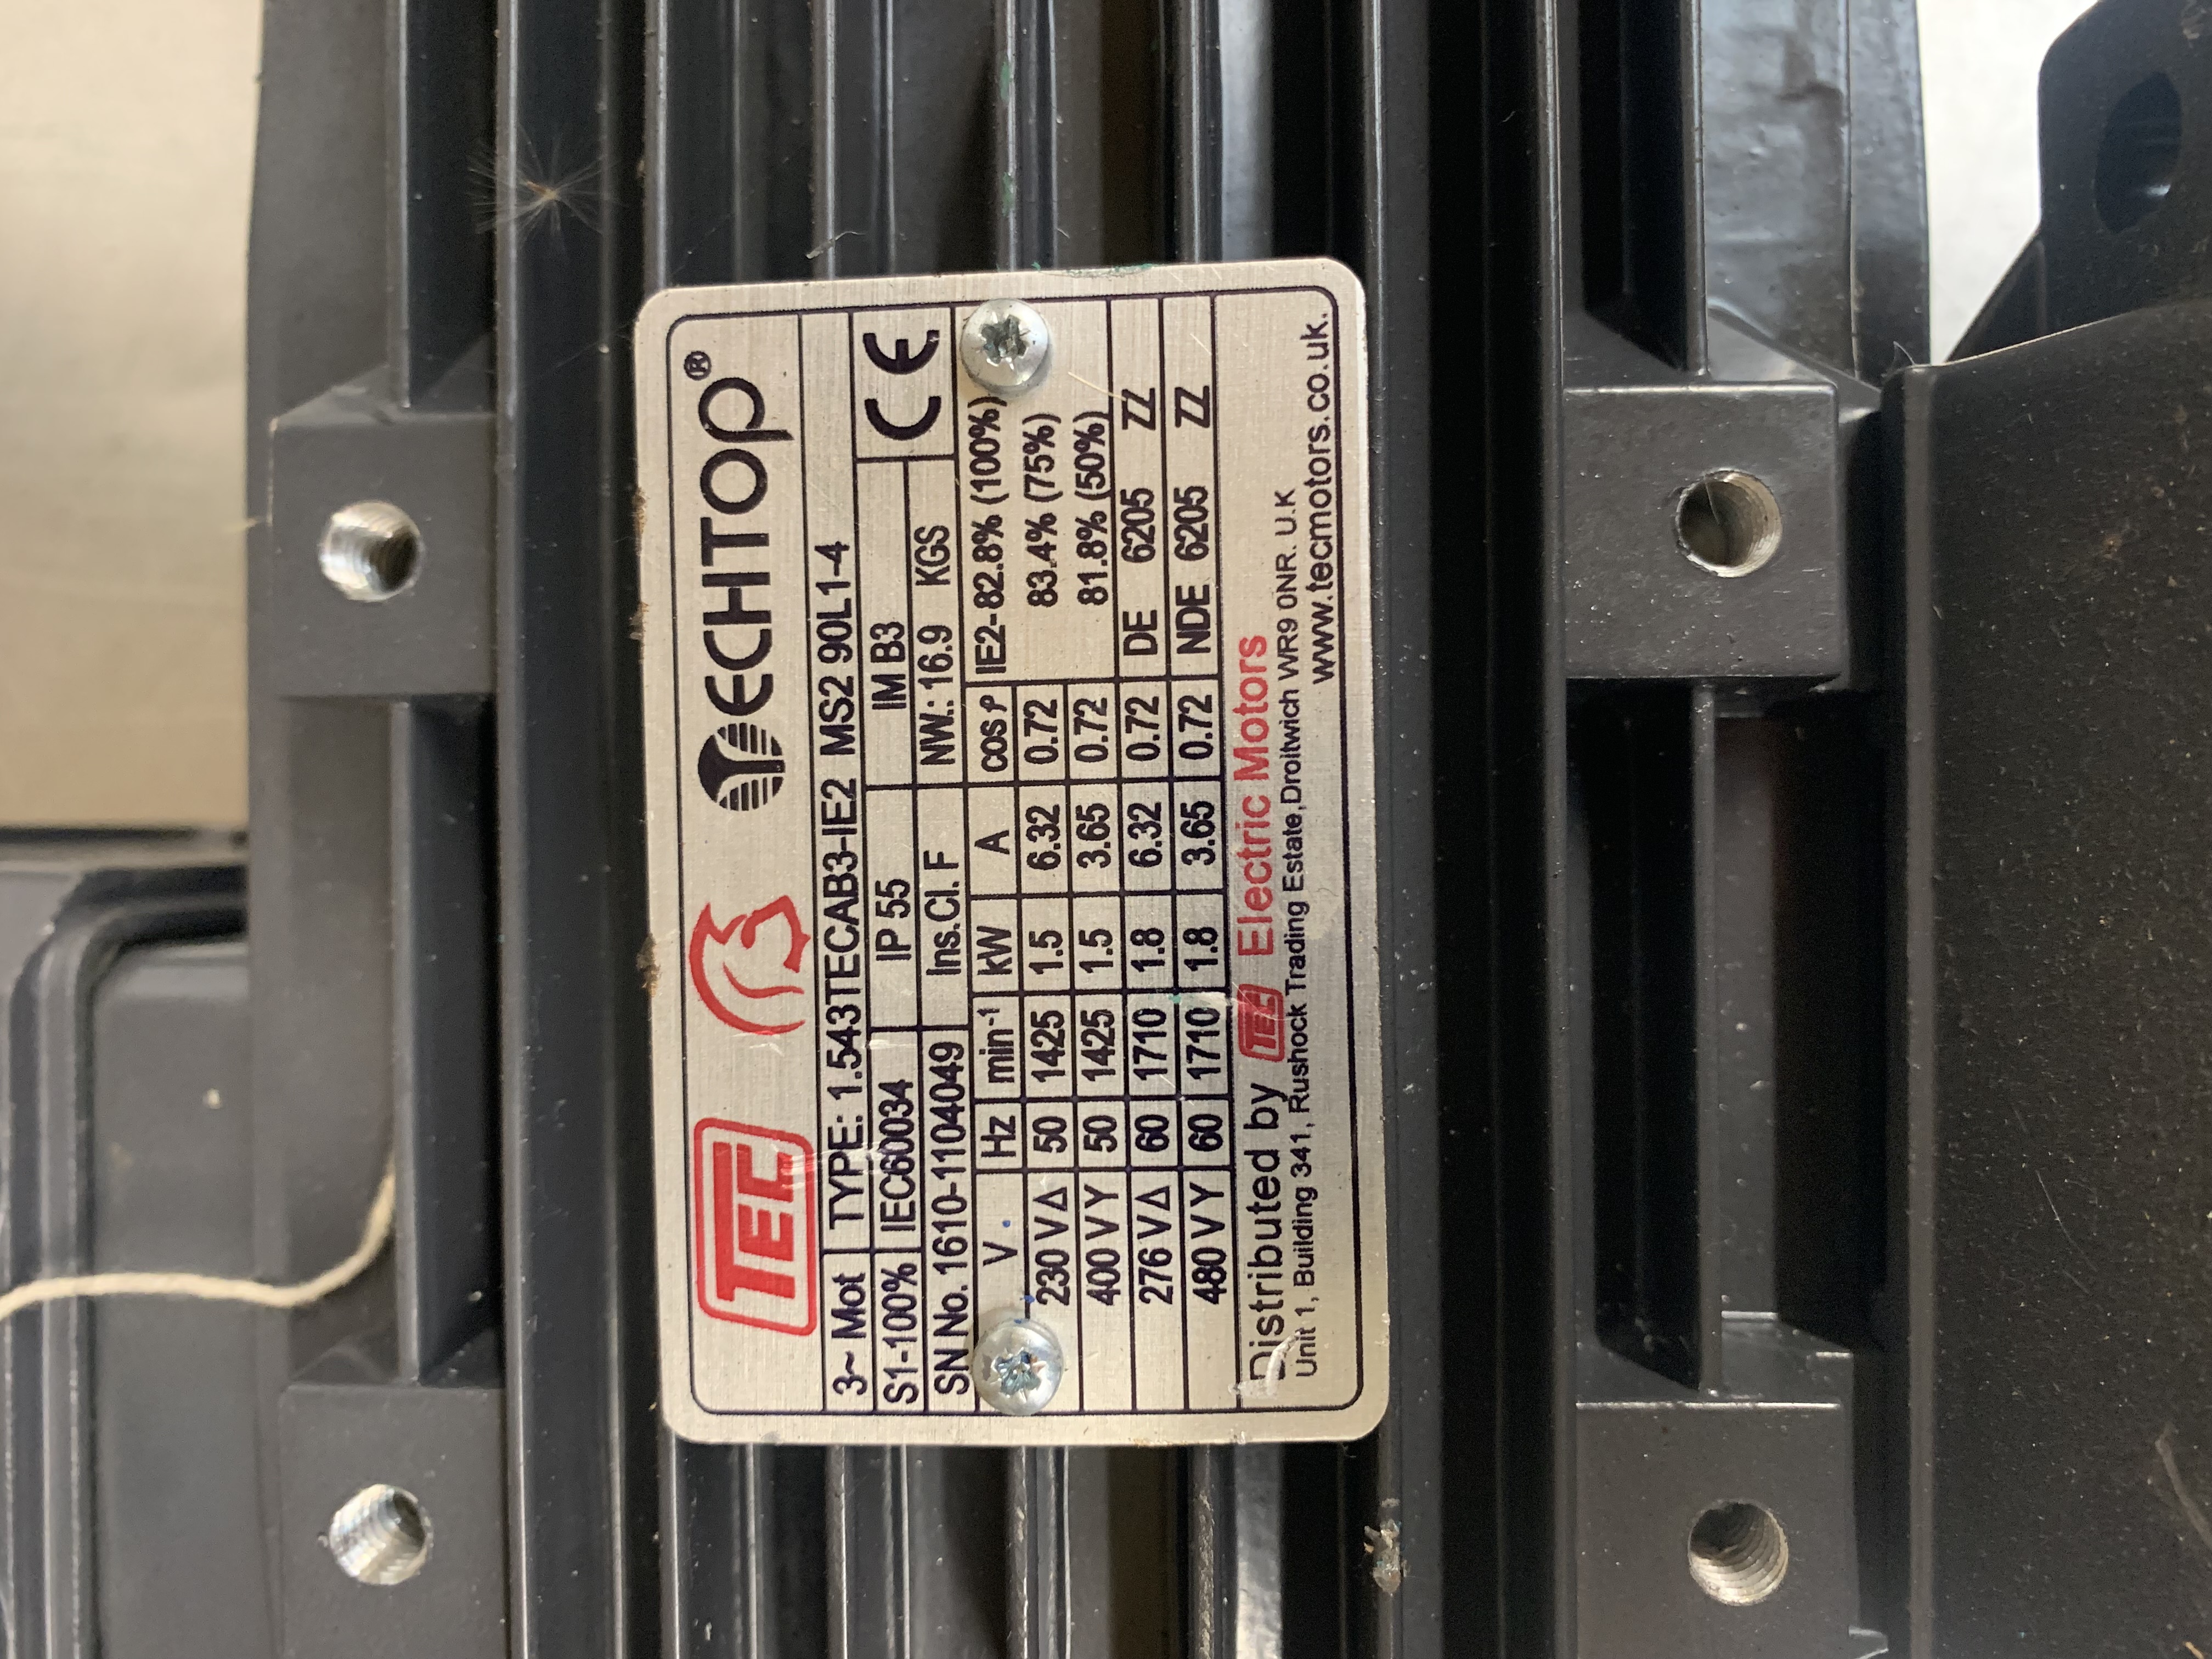 TEC TECHTOP®
3~ Mot TYPE: 1.543TECAB3-IE2 MS2 90L1-4
S1-100% IEC60034 IP 55 IM B3 CE
SN No. 1610-1104049 Ins.Cl. F NW.: 16.9 KGS
V Hz min⁻¹ kW A cos φ IE2-82.8% (100%)
230 V Δ 50 1425 1.5 6.32 0.72 83.4% (75%)
400 V Y 50 1425 1.5 3.65 0.72 81.8% (50%)
276 V Δ 60 1710 1.8 6.32 0.72 DE 6205 ZZ
480 V Y 60 1710 1.8 3.65 0.72 NDE 6205 ZZ
Distributed by TEC Electric Motors
Unit 1, Building 341, Rushock Trading Estate,Droitwich WR9 0NR. U.K
www.tecmotors.co.uk.